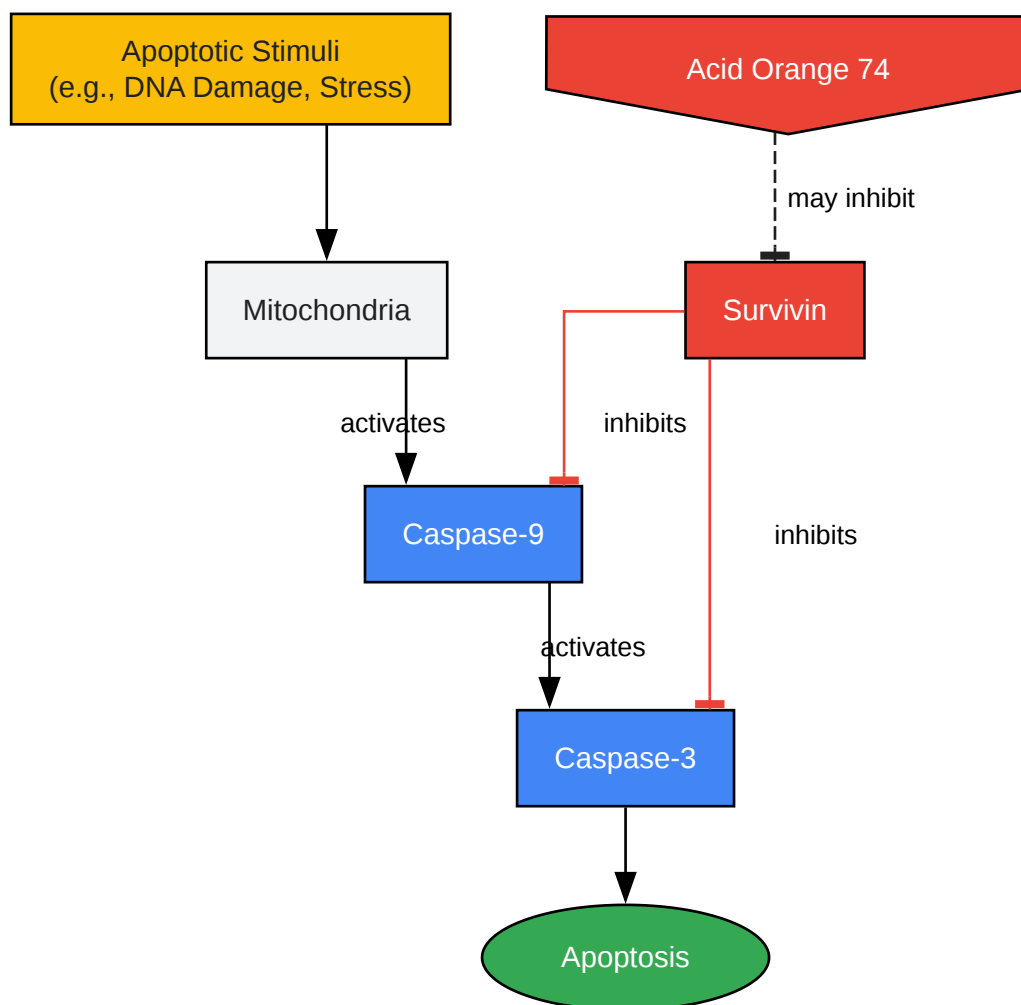 Apoptotic Stimuli
(e.g., DNA Damage, Stress)
Acid Orange 74
may inhibit
Mitochondria
Survivin
activates
inhibits
Caspase-9
inhibits
activates
Caspase-3
Apoptosis